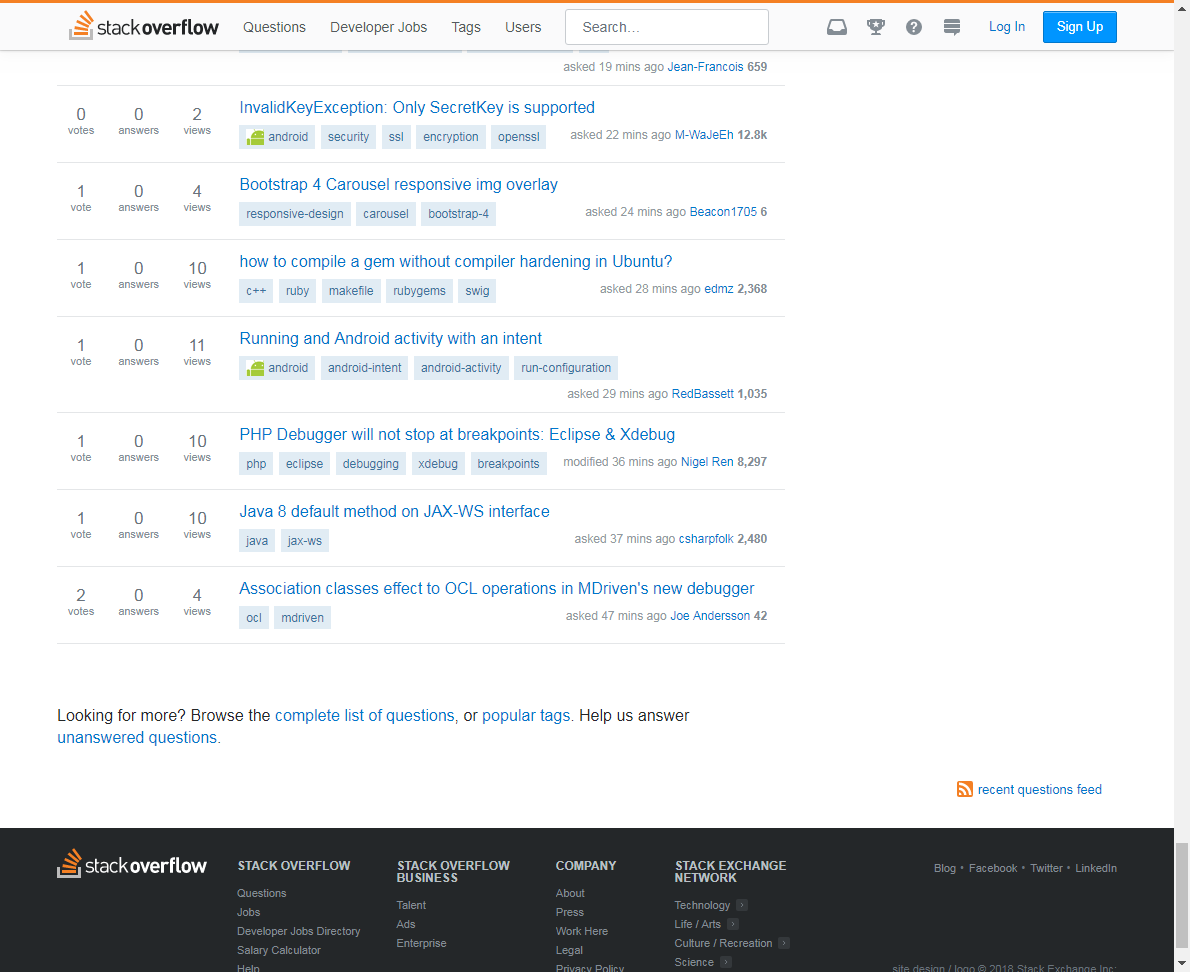 stack overflow Questions Developer Jobs Tags Users Search... Log In Sign Up
asked 19 mins ago Jean-Francois 659
0 0 2 InvalidKeyException: Only SecretKey is supported
votes answers views android security ssl encryption openssl asked 22 mins ago M-WaJeEh 12.8k
1 0 4 Bootstrap 4 Carousel responsive img overlay
vote answers views responsive-design carousel bootstrap-4 asked 24 mins ago Beacon1705 6
1 0 10 how to compile a gem without compiler hardening in Ubuntu?
vote answers views c++ ruby makefile rubygems swig asked 28 mins ago edmz 2,368
1 0 11 Running and Android activity with an intent
vote answers views android android-intent android-activity run-configuration
asked 29 mins ago RedBassett 1,035
1 0 10 PHP Debugger will not stop at breakpoints: Eclipse & Xdebug
vote answers views php eclipse debugging xdebug breakpoints modified 36 mins ago Nigel Ren 8,297
1 0 10 Java 8 default method on JAX-WS interface
vote answers views java jax-ws asked 37 mins ago csharpfolk 2,480
2 0 4 Association classes effect to OCL operations in MDriven's new debugger
votes answers views ocl mdriven asked 47 mins ago Joe Andersson 42
Looking for more? Browse the complete list of questions, or popular tags. Help us answer
unanswered questions.
recent questions feed
stack overflow
STACK OVERFLOW
Questions
Jobs
Developer Jobs Directory
Salary Calculator
Help
STACK OVERFLOW
BUSINESS
Talent
Ads
Enterprise
COMPANY
About
Press
Work Here
Legal
Privacy Policy
STACK EXCHANGE
NETWORK
Technology
Life / Arts
Culture / Recreation
Science
Blog • Facebook • Twitter • LinkedIn
site design / logo © 2018 Stack Exchange Inc;